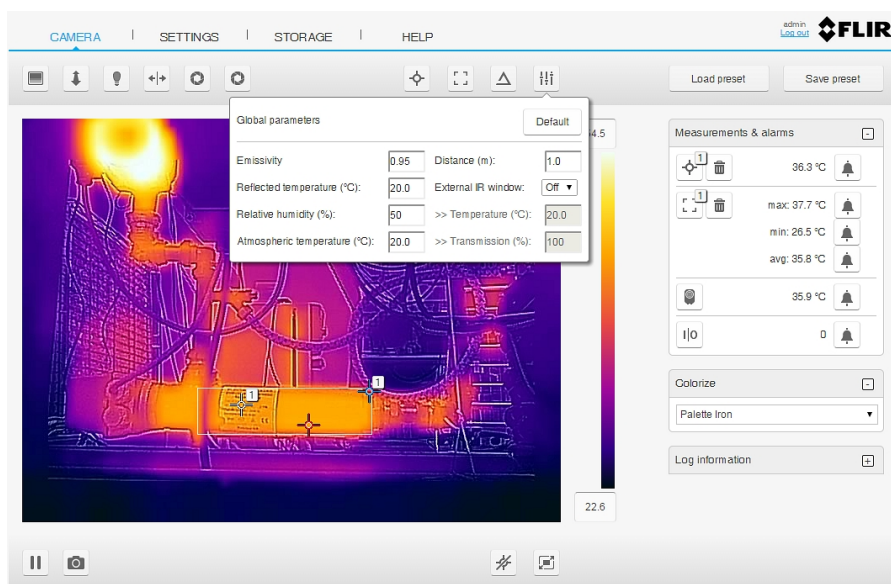 admin
Log out
FLIR
CAMERA | SETTINGS | STORAGE | HELP
Load preset
Save preset
Global parameters
Default
Emissivity 0.95 Distance (m): 1.0
Reflected temperature (°C): 20.0 External IR window: Off
Relative humidity (%): 50 >> Temperature (°C): 20.0
Atmospheric temperature (°C): 20.0 >> Transmission (%): 100
4.5
1
1
22.6
Measurements & alarms
1 36.3 °C
1 max: 37.7 °C
min: 26.5 °C
avg: 35.8 °C
35.9 °C
I|O 0
Colorize
Palette Iron
Log information